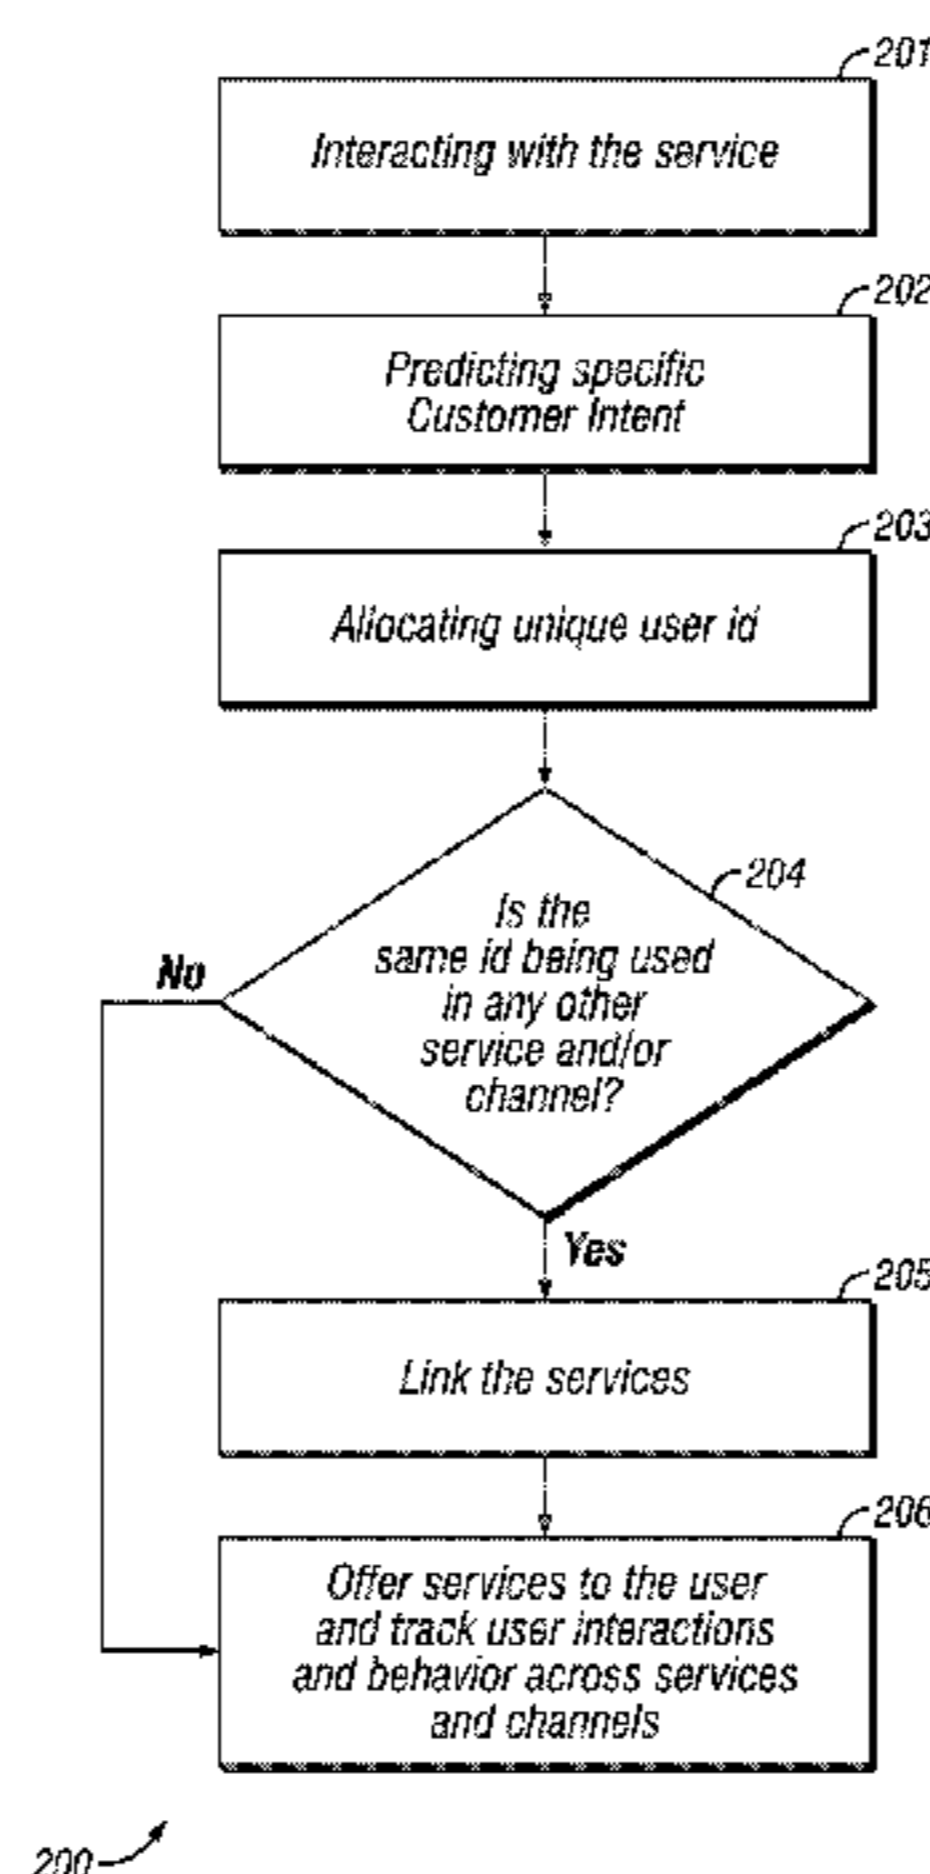 201
Interacting with the service
202
Predicting specific
Customer Intent
203
Allocating unique user id
204
Is the
same id being used
in any other
service and/or
channel?
No
Yes
205
Link the services
206
Offer services to the user
and track user interactions
and behavior across services
and channels
200